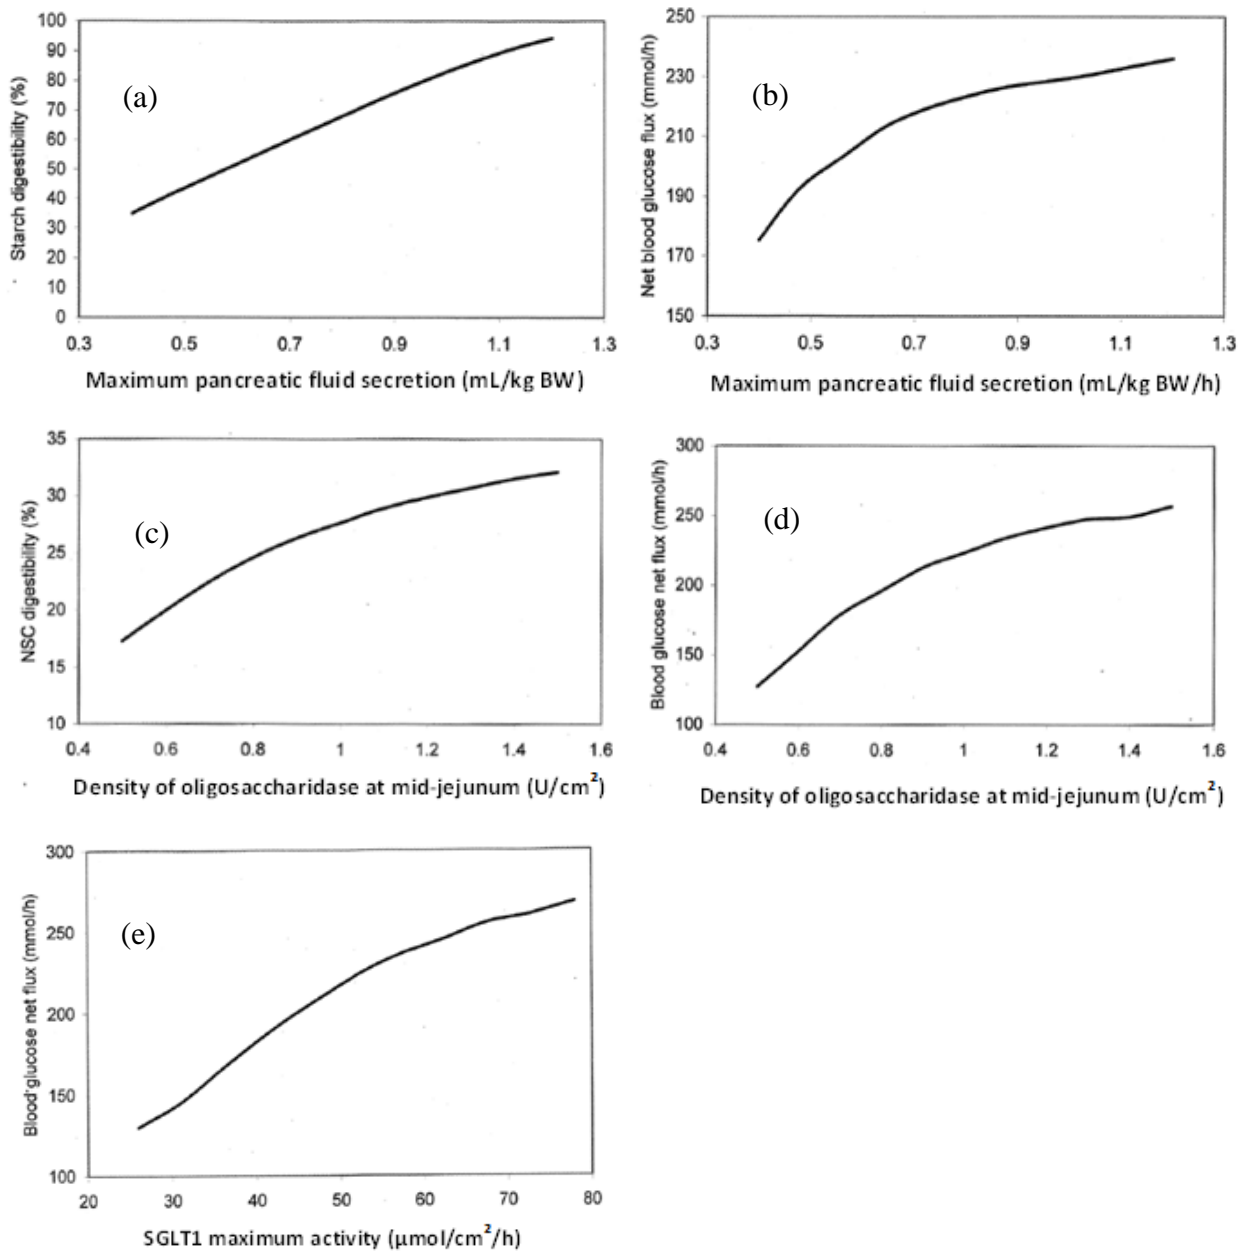 100
90
80
70
60
50
40
30
20
10
0
Starch digestibility (%)
(a)
0.3 0.5 0.7 0.9 1.1 1.3
Maximum pancreatic fluid secretion (mL/kg BW)
250
230
210
190
170
150
Net blood glucose flux (mmol/h)
(b)
0.3 0.5 0.7 0.9 1.1 1.3
Maximum pancreatic fluid secretion (mL/kg BW/h)
35
30
25
20
15
10
NSC digestibility (%)
(c)
0.4 0.6 0.8 1 1.2 1.4 1.6
Density of oligosaccharidase at mid-jejunum (U/cm²)
300
250
200
150
100
Blood glucose net flux (mmol/h)
(d)
0.4 0.6 0.8 1 1.2 1.4 1.6
Density of oligosaccharidase at mid-jejunum (U/cm²)
300
250
200
150
100
Blood glucose net flux (mmol/h)
(e)
20 30 40 50 60 70 80
SGLT1 maximum activity (µmol/cm²/h)